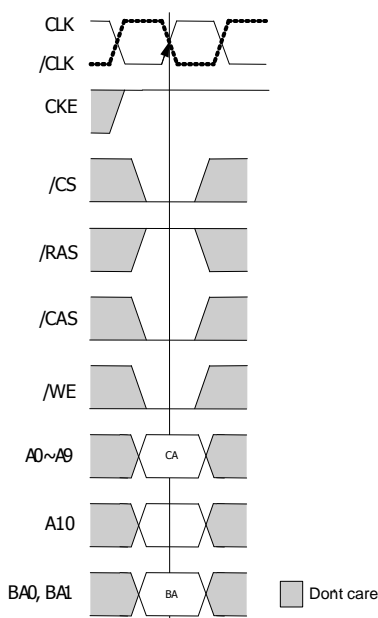 CLK
/CLK
CKE
/CS
/RAS
/CAS
/WE
A0~A9
CA
A10
BA0, BA1
BA
Dont care